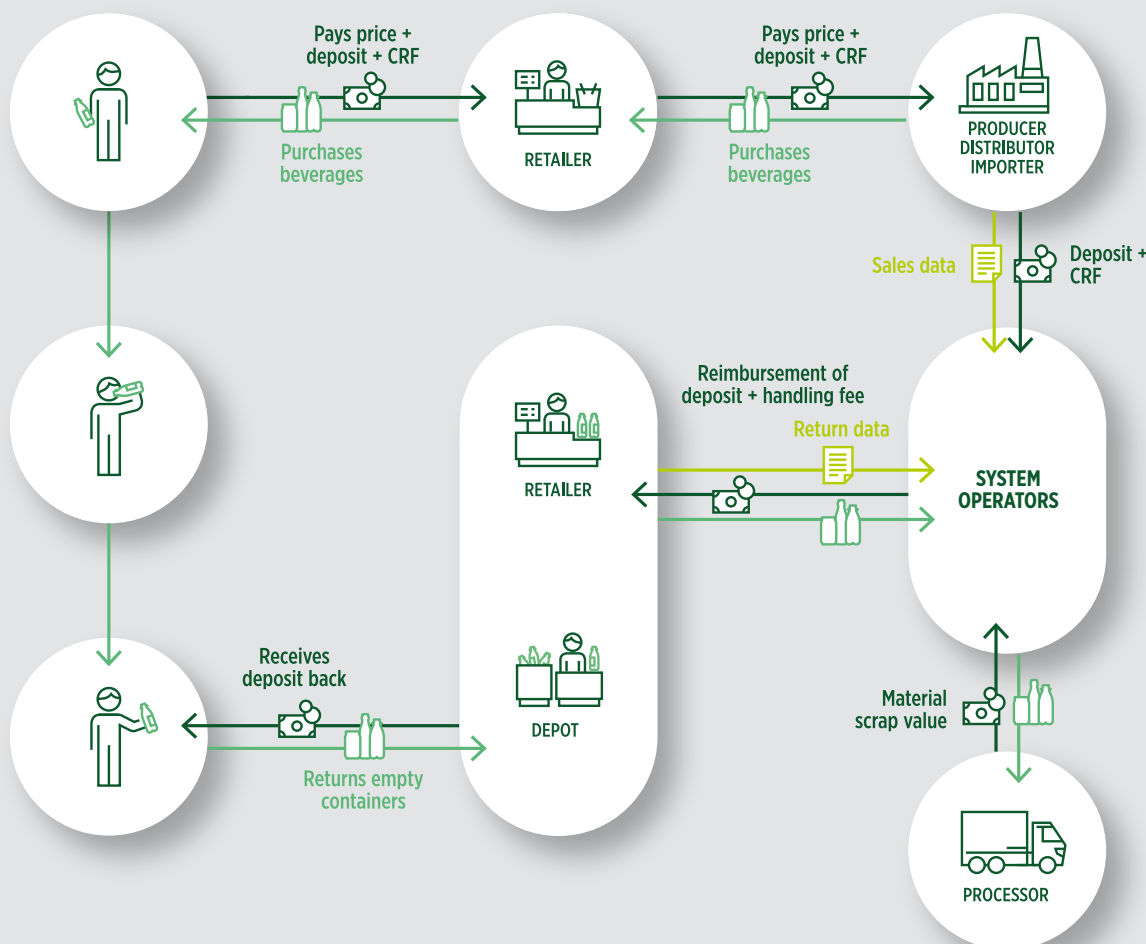 Pays price +
deposit + CRF
Purchases
beverages
RETAILER
Pays price +
deposit + CRF
Purchases
beverages
PRODUCER
DISTRIBUTOR
IMPORTER
Sales data
Deposit +
CRF
Reimbursement of
deposit + handling fee
Return data
RETAILER
SYSTEM
OPERATORS
Receives
deposit back
Returns empty
containers
DEPOT
Material
scrap value
PROCESSOR